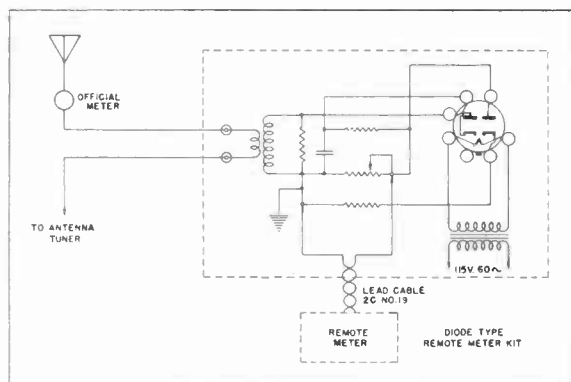 OFFICIAL
METER
TO ANTENNA
TUNER
115V. 60~
LEAD CABLE
2C NO. 19
REMOTE
METER
DIODE TYPE
REMOTE METER KIT